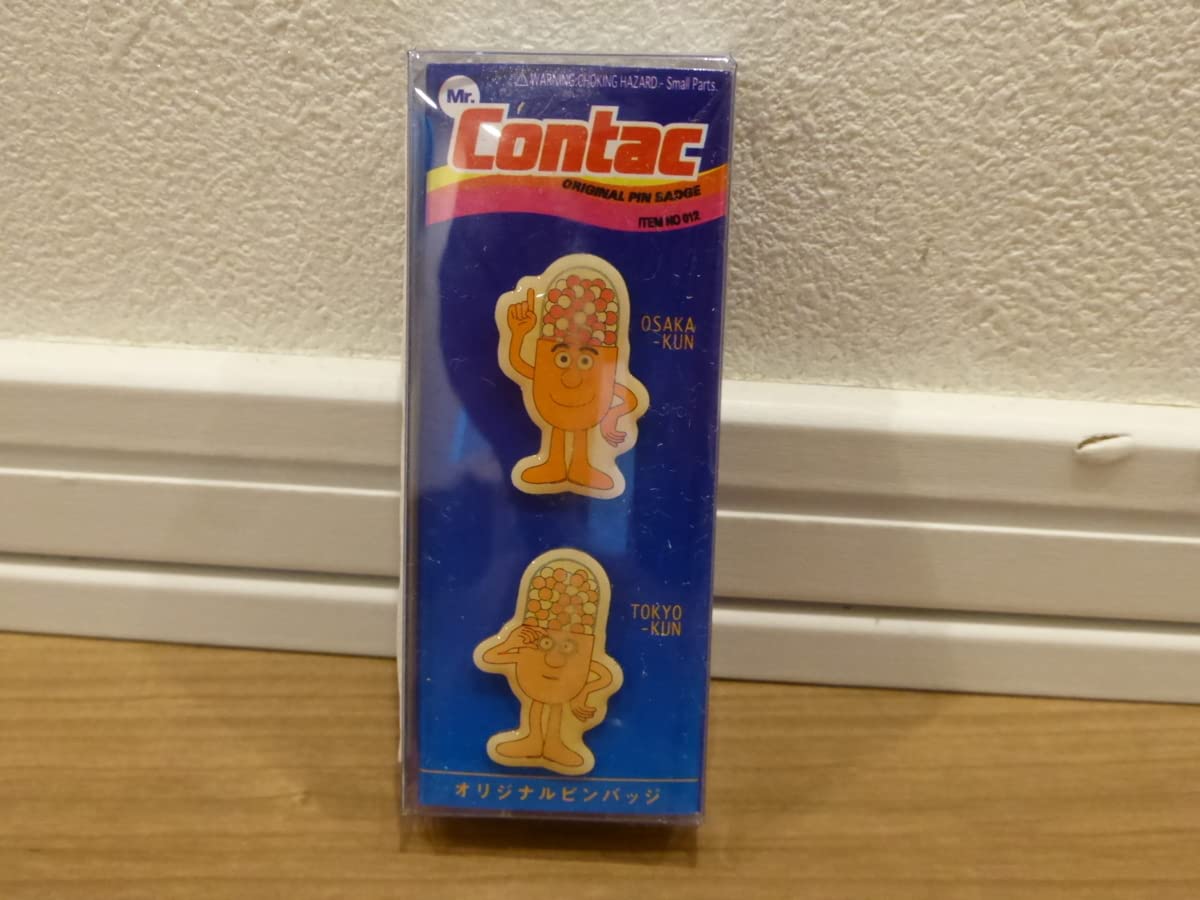 ⚠WARNING:CHOKING HAZARD - Small Parts.
Mr.
Contac
ORIGINAL PIN BADGE
ITEM NO 012
OSAKA
-KUN
TOKYO
-KUN
オリジナルピンバッジ